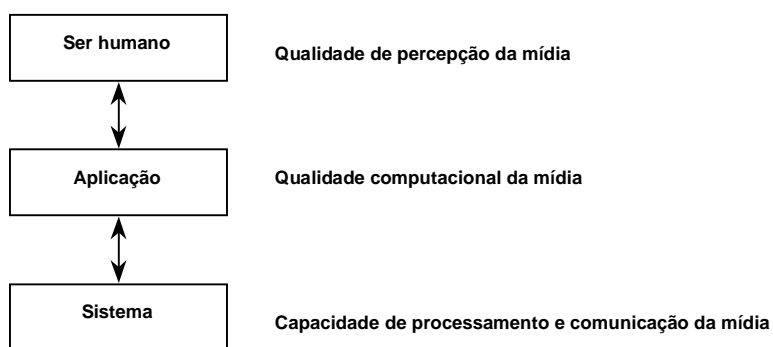 Ser humano
Qualidade de percepção da mídia
Aplicação
Qualidade computacional da mídia
Sistema
Capacidade de processamento e comunicação da mídia